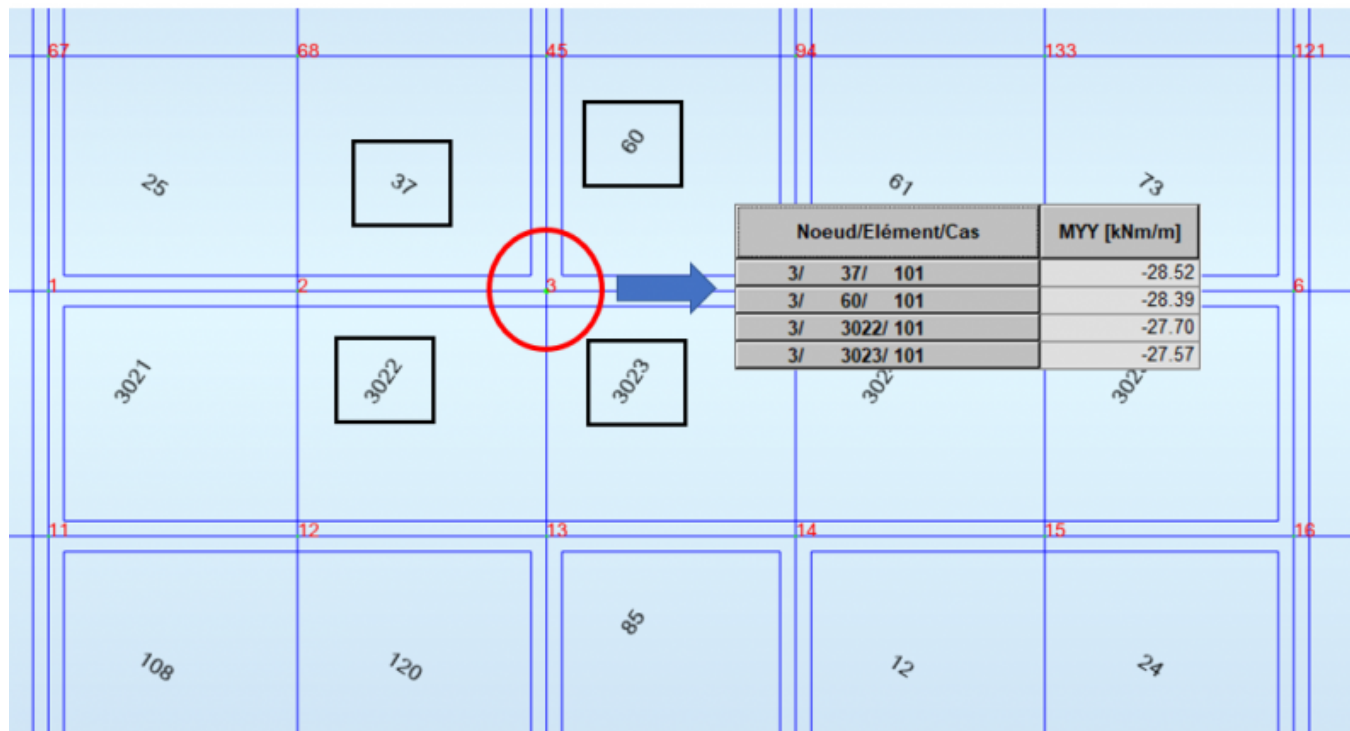 67 68 45 94 133 121
25 37 60 61 73
Noeud/Elément/Cas MYY [kNm/m]
3/ 37/ 101 -28.52
3/ 60/ 101 -28.39
3/ 3022/ 101 -27.70
3/ 3023/ 101 -27.57
1 2 3 6
3021 3022 3023
11 12 13 14 15 16
108 120 85 12 24